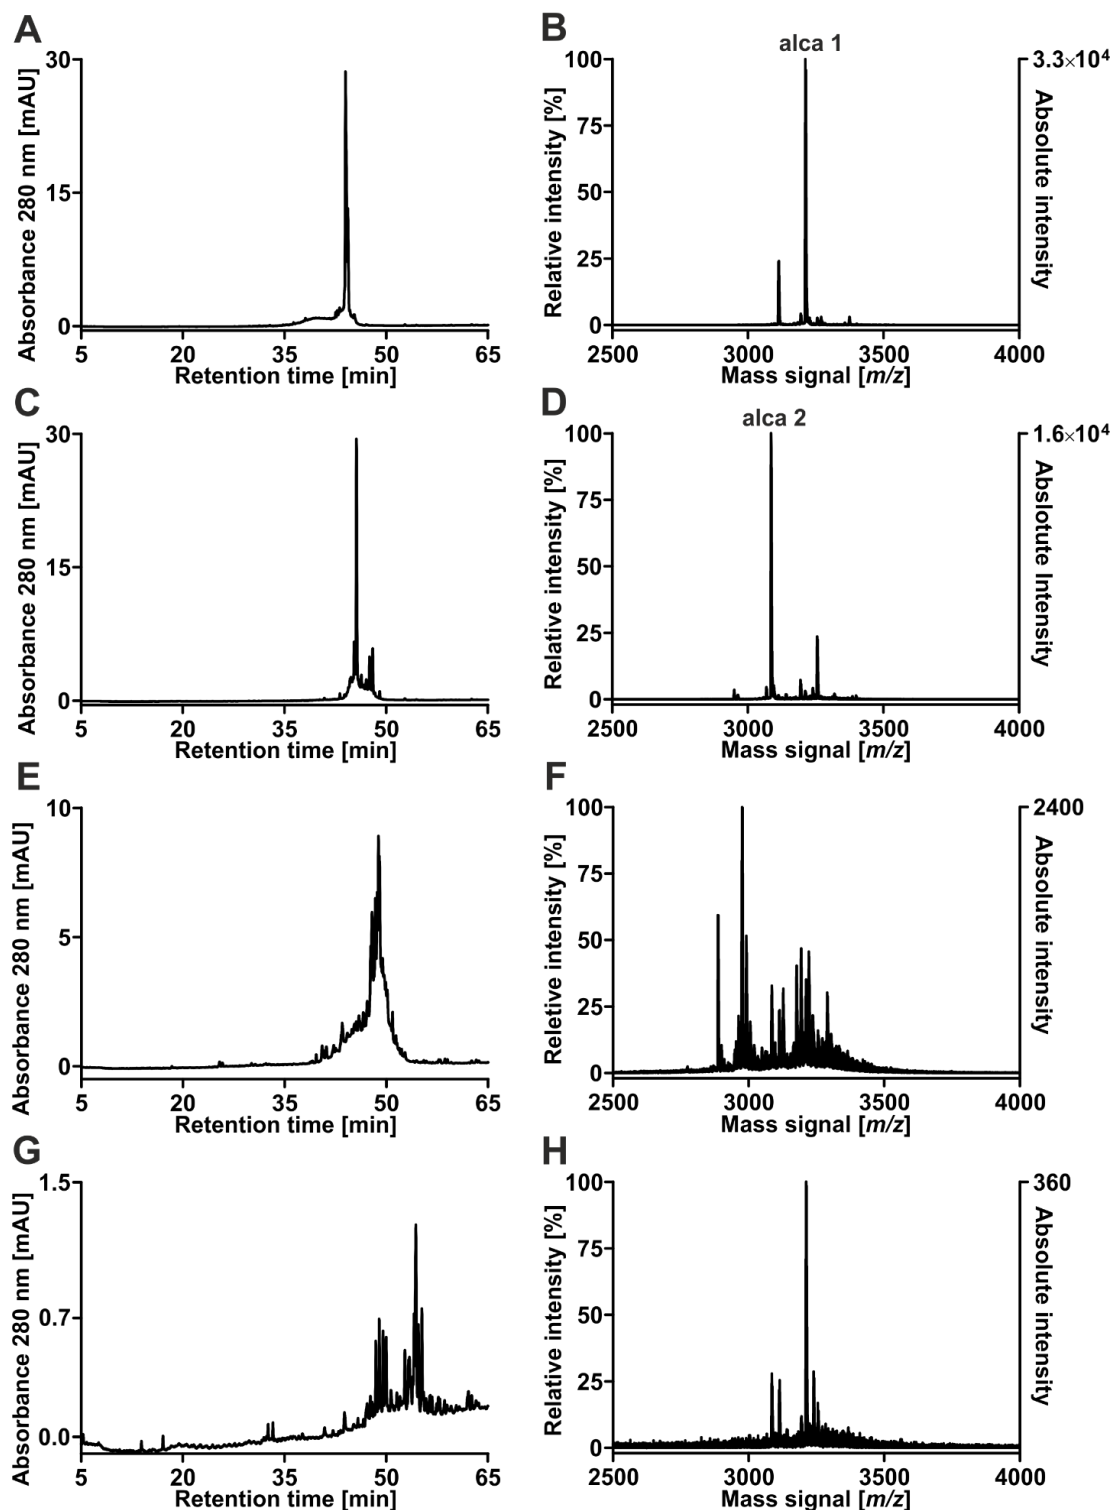 A
Absorbance 280 nm [mAU]
30
15
0
5 20 35 50 65
Retention time [min]
B
alca 1
Relative intensity [%]
100
75
50
25
0
2500 3000 3500 4000
Mass signal [m/z]
3.3×10⁴
Absolute intensity
C
Absorbance 280 nm [mAU]
30
15
0
5 20 35 50 65
Retention time [min]
D
alca 2
Relative intensity [%]
100
75
50
25
0
2500 3000 3500 4000
Mass signal [m/z]
1.6×10⁴
Abslotute Intensity
E
Absorbance 280 nm [mAU]
10
5
0
5 20 35 50 65
Retention time [min]
F
Reletive intensity [%]
100
75
50
25
0
2500 3000 3500 4000
Mass signal [m/z]
2400
Absolute intensity
G
Absorbance 280 nm [mAU]
1.5
0.7
0.0
5 20 35 50 65
Retention time [min]
H
Relative intensity [%]
100
75
50
25
0
2500 3000 3500 4000
Mass signal [m/z]
360
Absolute intensity